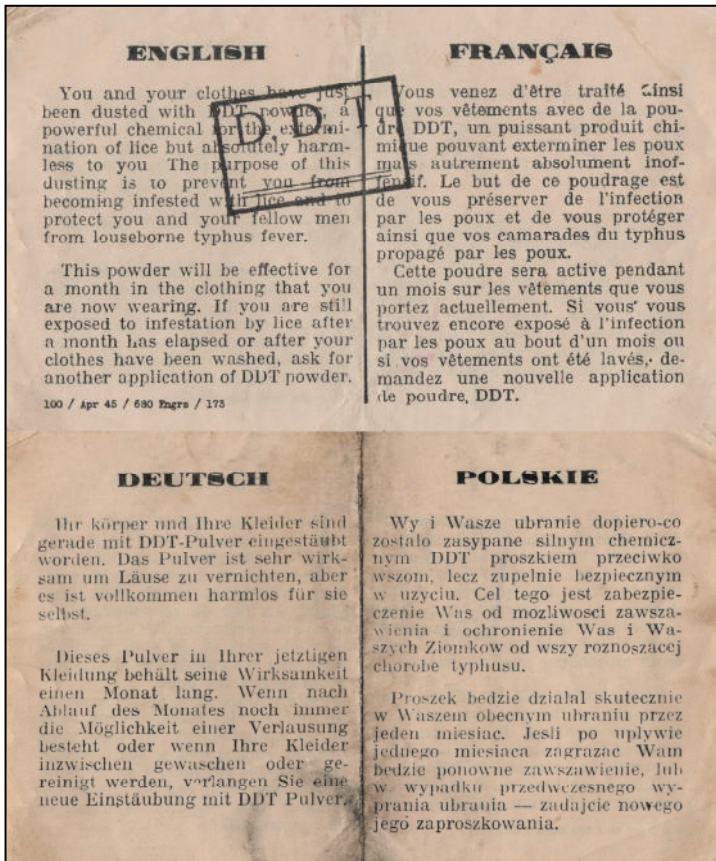 ENGLISH
You and your clothes have just
been dusted with DDT powder, a
powerful chemical for the extermi-
nation of lice but absolutely harm-
less to you The purpose of this
dusting is to prevent you from
becoming infested with lice and to
protect you and your fellow men
from louseborne typhus fever.
This powder will be effective for
a month in the clothing that you
are now wearing. If you are still
exposed to infestation by lice after
a month has elapsed or after your
clothes have been washed, ask for
another application of DDT powder.
100 / Apr 45 / 680 Engrs / 173
D.D.T
FRANÇAIS
Vous venez d'être traité ainsi
que vos vêtements avec de la pou-
dre DDT, un puissant produit chi-
mique pouvant exterminer les poux
mais autrement absolument inof-
fensif. Le but de ce poudrage est
de vous préserver de l'infection
par les poux et de vous protéger
ainsi que vos camarades du typhus
propagé par les poux.
Cette poudre sera active pendant
un mois sur les vêtements que vous
portez actuellement. Si vous vous
trouvez encore exposé à l'infection
par les poux au bout d'un mois ou
si vos vêtements ont été lavés, de-
mandez une nouvelle application
de poudre, DDT.
DEUTSCH
Ihr körper und Ihre Kleider sind
gerade mit DDT-Pulver eingestäubt
worden. Das Pulver ist sehr wirk-
sam um Läuse zu vernichten, aber
es ist vollkommen harmlos für sie
selbst.
Dieses Pulver in Ihrer jetztigen
Kleidung behält seine Wirksamkeit
einen Monat lang. Wenn nach
Ablauf des Monates noch immer
die Möglichkeit einer Verlausung
besteht oder wenn Ihre Kleider
inzwischen gewaschen oder ge-
reinigt werden, verlangen Sie eine
neue Einstäubung mit DDT Pulver.
POLSKIE
Wy i Wasze ubranie dopiero-co
zostalo zasypane silnym chemicz-
nym DDT proszkiem przeciwko
wszom, lecz zupelnie bezpiecznym
w uzyciu. Cel tego jest zabezpie-
czenie Was od mozliwosci zawsza-
wienia i ochronienie Was i Wa-
szych Ziomkow od wszy roznoszacej
chorobe typhusu.
Proszek bedzie dzialal skutecznie
w Waszem obecnym ubraniu przez
jeden miesiac. Jesli po uplywie
jednego miesiaca zagrazac Wam
bedzie ponowne zawszawienie, lub
w wypadku przedwczesnego wy-
prania ubrania — zadajcie nowego
jego zaproszkowania.